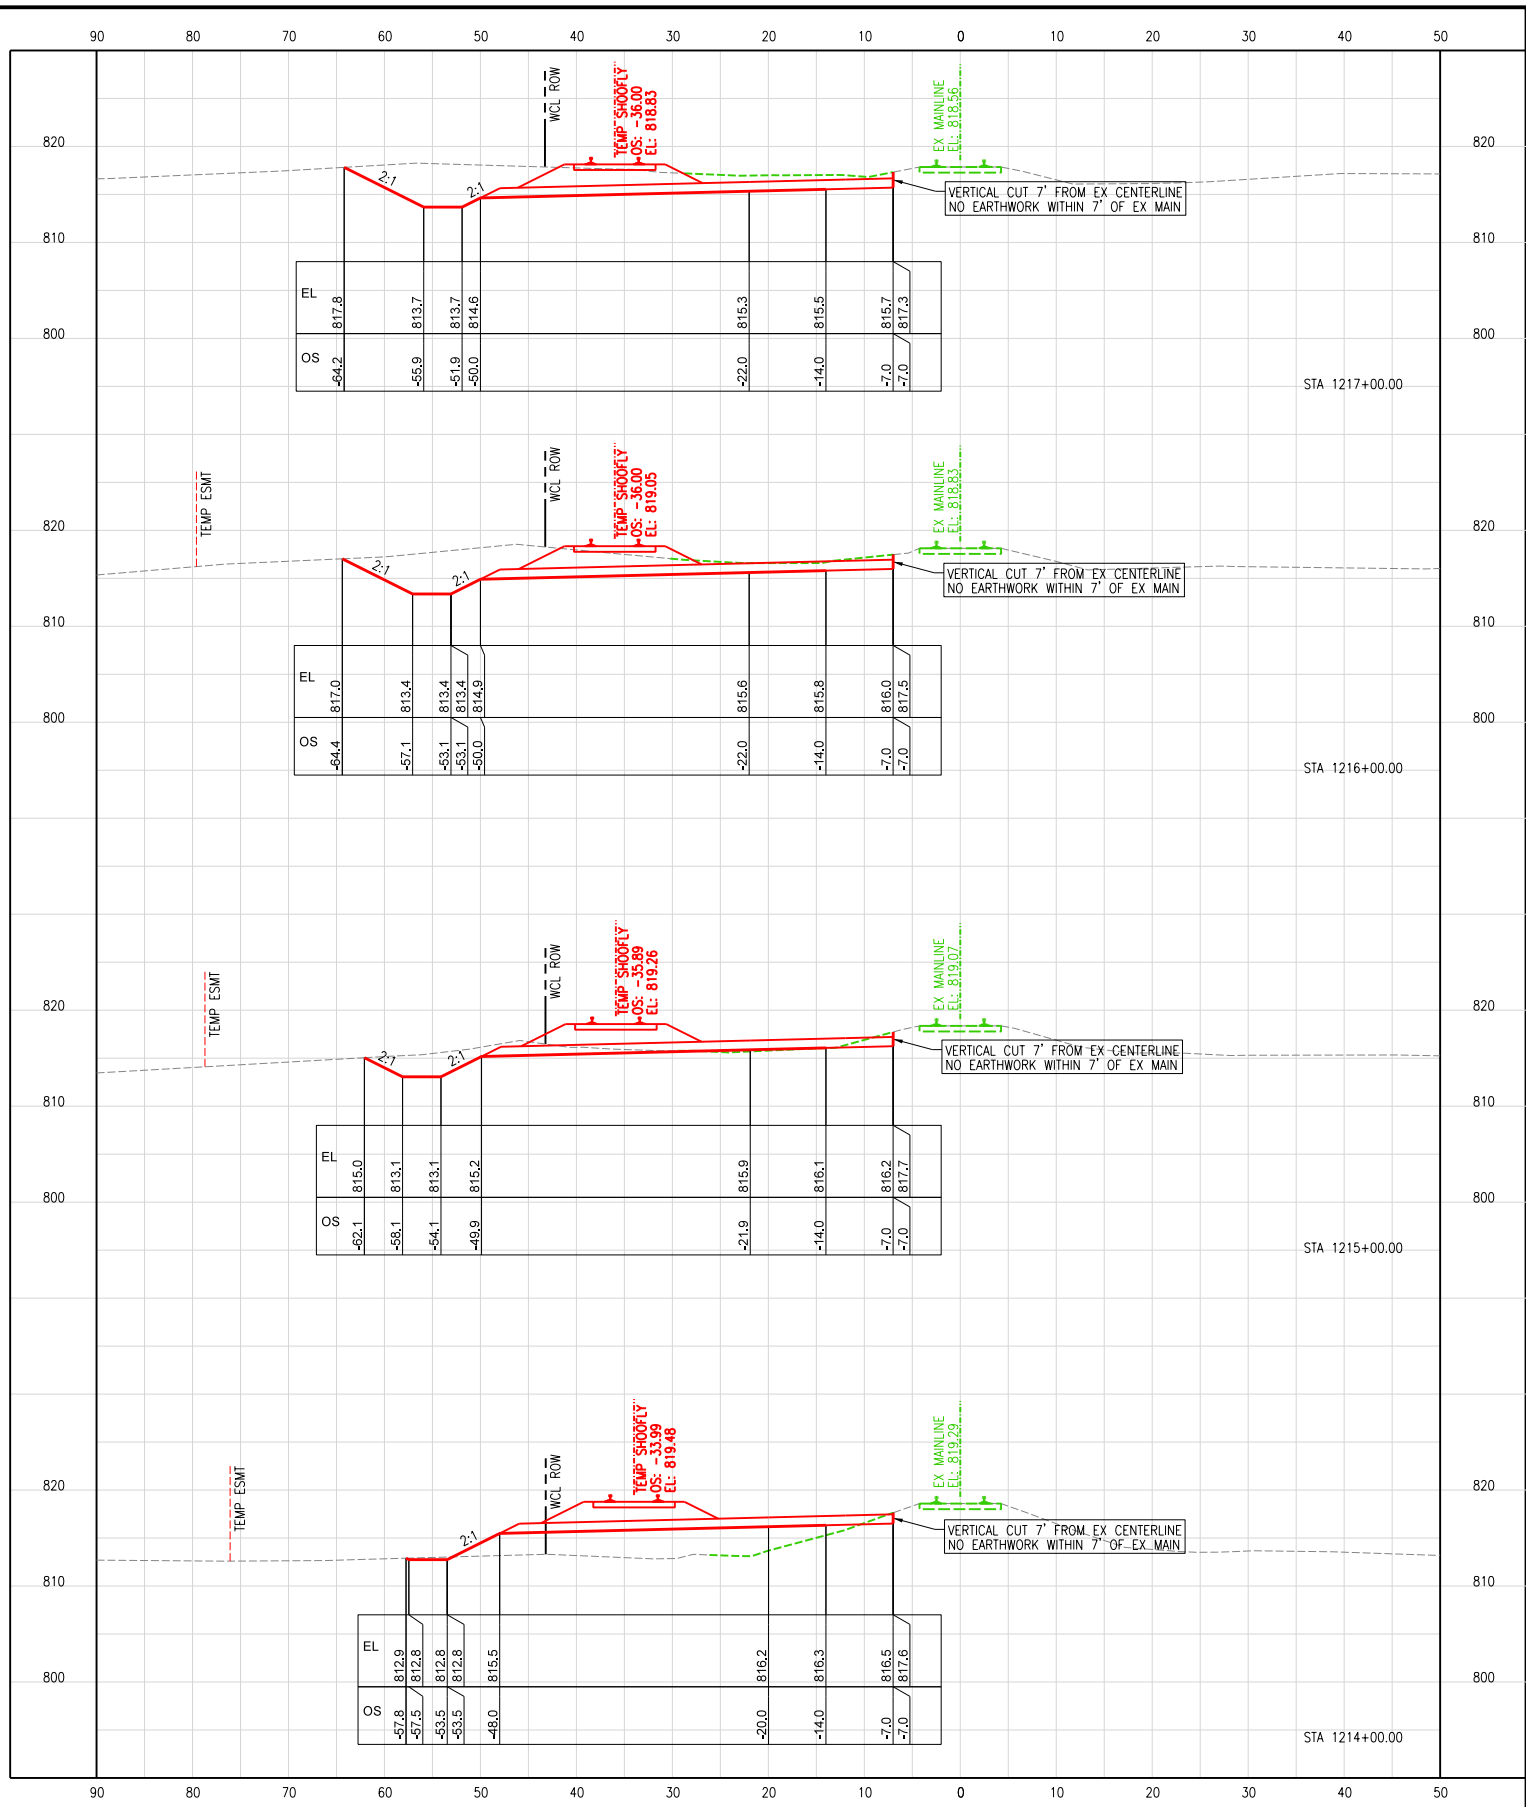 90 80 70 60 50 40 30 20 10 0 10 20 30 40 50
WCL ROW
TEMP SHOOFLY
OS: -36.00
EL: 818.83
EX MAINLINE
EL: 818.56
820 820
2:1 2:1
VERTICAL CUT 7' FROM EX CENTERLINE
NO EARTHWORK WITHIN 7' OF EX MAIN
810 810
EL 817.8 813.7 813.7 814.6 815.3 815.5 815.7 817.3
800 800
OS -64.2 -55.9 -51.9 -50.0 -22.0 -14.0 -7.0 -7.0
STA 1217+00.00
TEMP ESMT
WCL ROW
TEMP SHOOFLY
OS: -36.00
EL: 819.05
EX MAINLINE
EL: 818.83
820 820
2:1 2:1
VERTICAL CUT 7' FROM EX CENTERLINE
NO EARTHWORK WITHIN 7' OF EX MAIN
810 810
EL 817.0 813.4 813.4 813.4 814.9 815.6 815.8 816.0 817.5
800 800
OS -64.4 -57.1 -53.1 -53.1 -50.0 -22.0 -14.0 -7.0 -7.0
STA 1216+00.00
TEMP ESMT
WCL ROW
TEMP SHOOFLY
OS: -35.89
EL: 819.26
EX MAINLINE
EL: 819.07
820 820
2:1 2:1
VERTICAL CUT 7' FROM EX CENTERLINE
NO EARTHWORK WITHIN 7' OF EX MAIN
810 810
EL 815.0 813.1 813.1 815.2 815.9 816.1 816.2 817.7
800 800
OS -62.1 -58.1 -54.1 -49.9 -21.9 -14.0 -7.0 -7.0
STA 1215+00.00
TEMP ESMT
WCL ROW
TEMP SHOOFLY
OS: -33.99
EL: 819.48
EX MAINLINE
EL: 819.29
820 820
2:1
VERTICAL CUT 7' FROM EX CENTERLINE
NO EARTHWORK WITHIN 7' OF EX MAIN
810 810
EL 812.9 812.8 812.8 812.8 815.5 816.2 816.3 816.5 817.6
800 800
OS -57.8 -57.5 -53.5 -53.5 -48.0 -20.0 -14.0 -7.0 -7.0
STA 1214+00.00
90 80 70 60 50 40 30 20 10 0 10 20 30 40 50